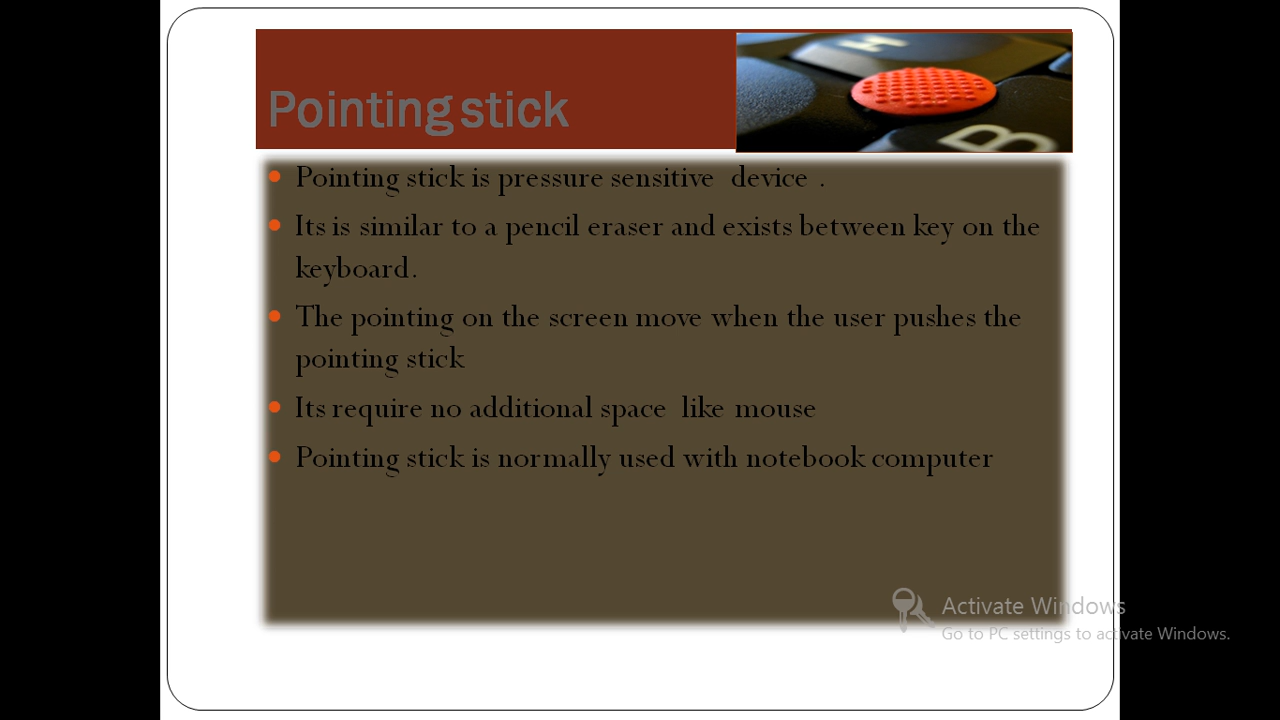 Pointing stick
H
B
Pointing stick is pressure sensitive device .
Its is similar to a pencil eraser and exists between key on the
keyboard.
The pointing on the screen move when the user pushes the
pointing stick
Its require no additional space like mouse
Pointing stick is normally used with notebook computer
Activate Windows
Go to PC settings to activate Windows.